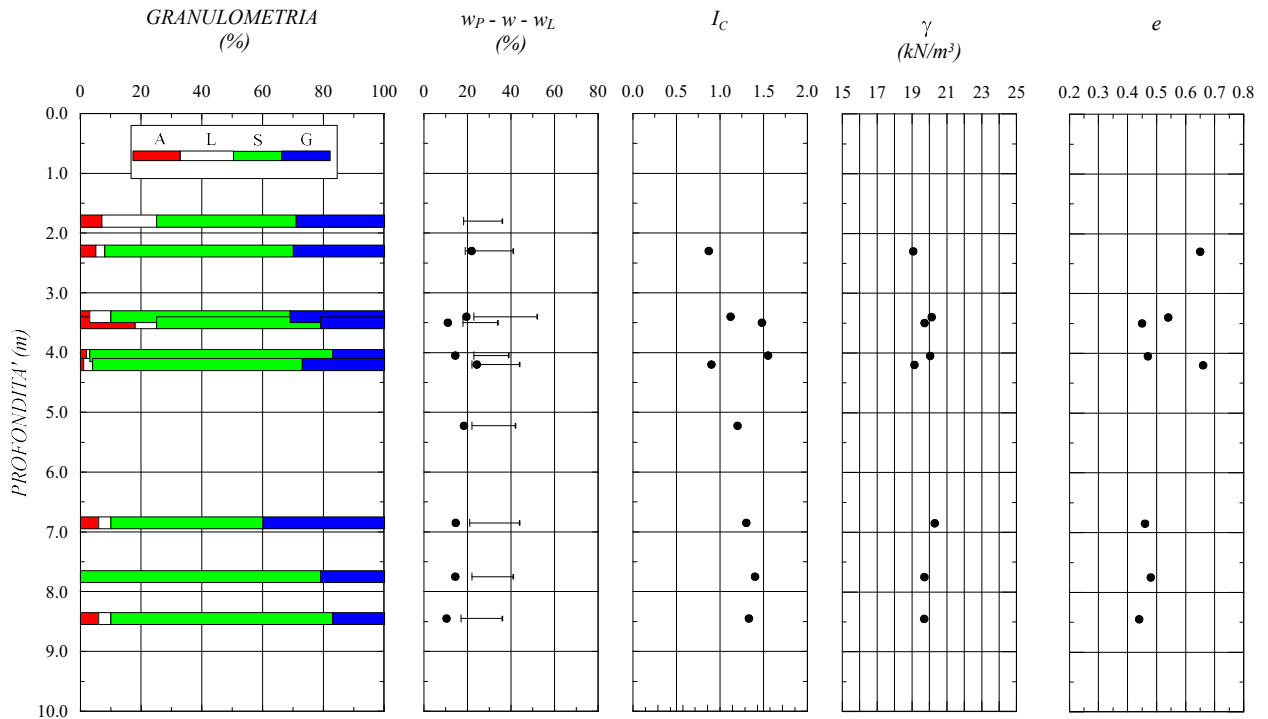 GRANULOMETRIA
(%)
w_P - w - w_L
(%)
I_C
γ
(kN/m³)
e
0 20 40 60 80 100
0 20 40 60 80
0.0 0.5 1.0 1.5 2.0
15 17 19 21 23 25
0.2 0.3 0.4 0.5 0.6 0.7 0.8
A L S G
PROFONDITA' (m)
0.0
1.0
2.0
3.0
4.0
5.0
6.0
7.0
8.0
9.0
10.0